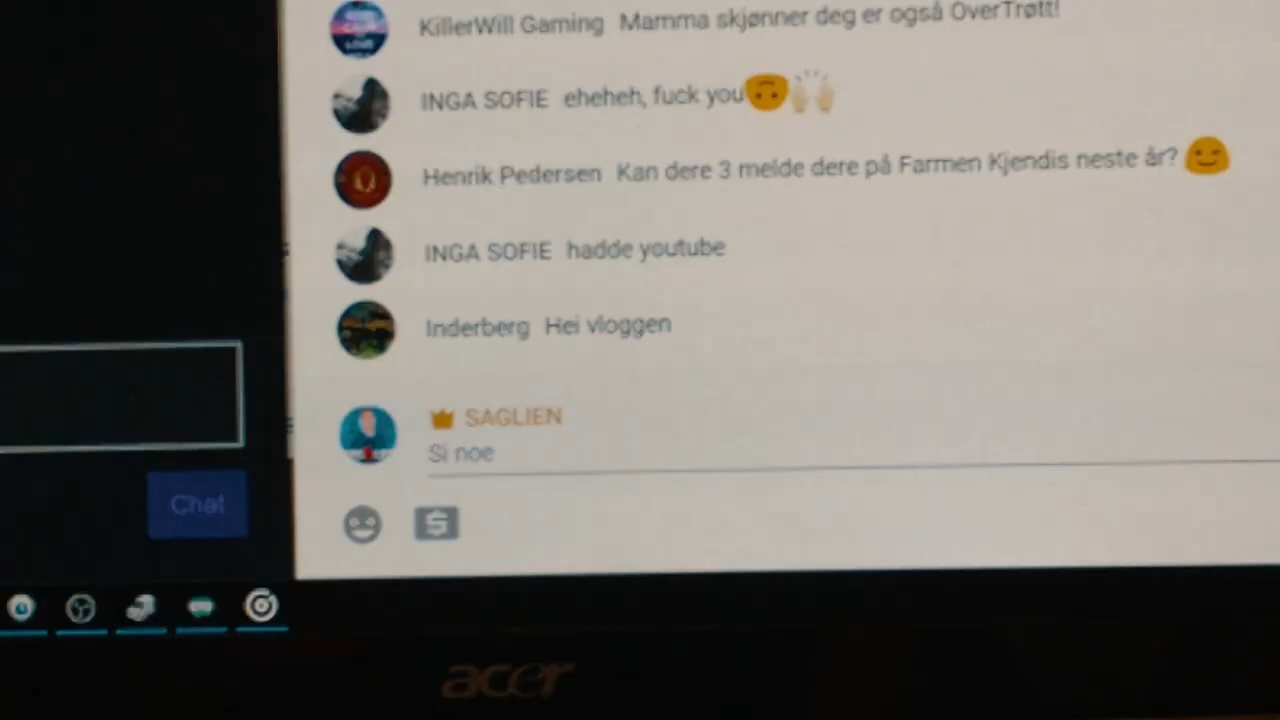 KillerWill Gaming Mamma skjønner deg er også OverTrøtt!
INGA SOFIE eheheh, fuck you🙃🙌🏻
Henrik Pedersen Kan dere 3 melde dere på Farmen Kjendis neste år? 😉
INGA SOFIE hadde youtube
Inderberg Hei vloggen
SAGLIEN
Si noe
Chat
acer